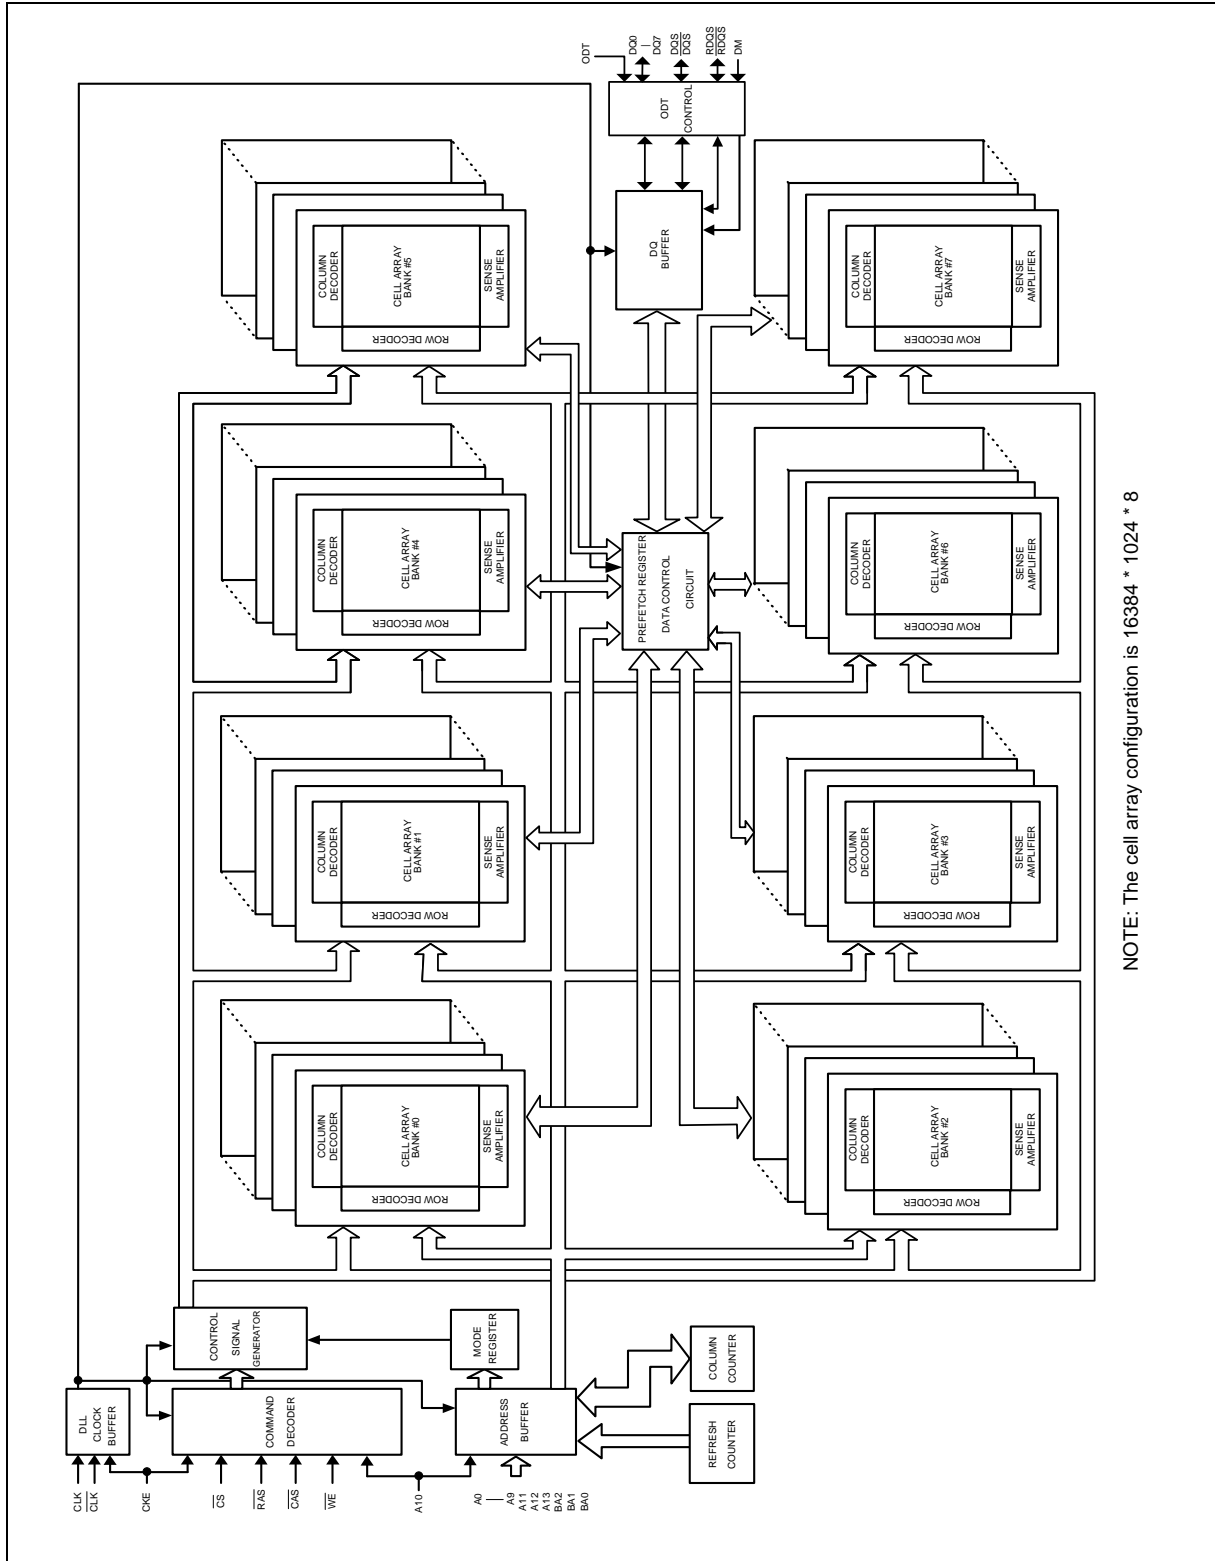 CLK
CLK
CKE
CS
RAS
CAS
WE
A10
A0
A9
A11
A12
A13
BA2
BA1
BA0
DLL
CLOCK
BUFFER
COMMAND
DECODER
ADDRESS
BUFFER
REFRESH
COUNTER
COLUMN
COUNTER
CONTROL
SIGNAL
GENERATOR
MODE
REGISTER
COLUMN
DECODER
CELL ARRAY
BANK #0
SENSE
AMPLIFIER
ROW DECODER
COLUMN
DECODER
CELL ARRAY
BANK #2
SENSE
AMPLIFIER
ROW DECODER
COLUMN
DECODER
CELL ARRAY
BANK #1
SENSE
AMPLIFIER
ROW DECODER
COLUMN
DECODER
CELL ARRAY
BANK #3
SENSE
AMPLIFIER
ROW DECODER
COLUMN
DECODER
CELL ARRAY
BANK #4
SENSE
AMPLIFIER
ROW DECODER
PREFETCH REGISTER
DATA CONTROL
CIRCUIT
COLUMN
DECODER
CELL ARRAY
BANK #6
SENSE
AMPLIFIER
ROW DECODER
COLUMN
DECODER
CELL ARRAY
BANK #5
SENSE
AMPLIFIER
ROW DECODER
DQ
BUFFER
COLUMN
DECODER
CELL ARRAY
BANK #7
SENSE
AMPLIFIER
ROW DECODER
ODT
CONTROL
ODT
DQ0
|
DQ7
DQS
DQS
RDQS
RDQS
DM
NOTE: The cell array configuration is 16384 * 1024 * 8